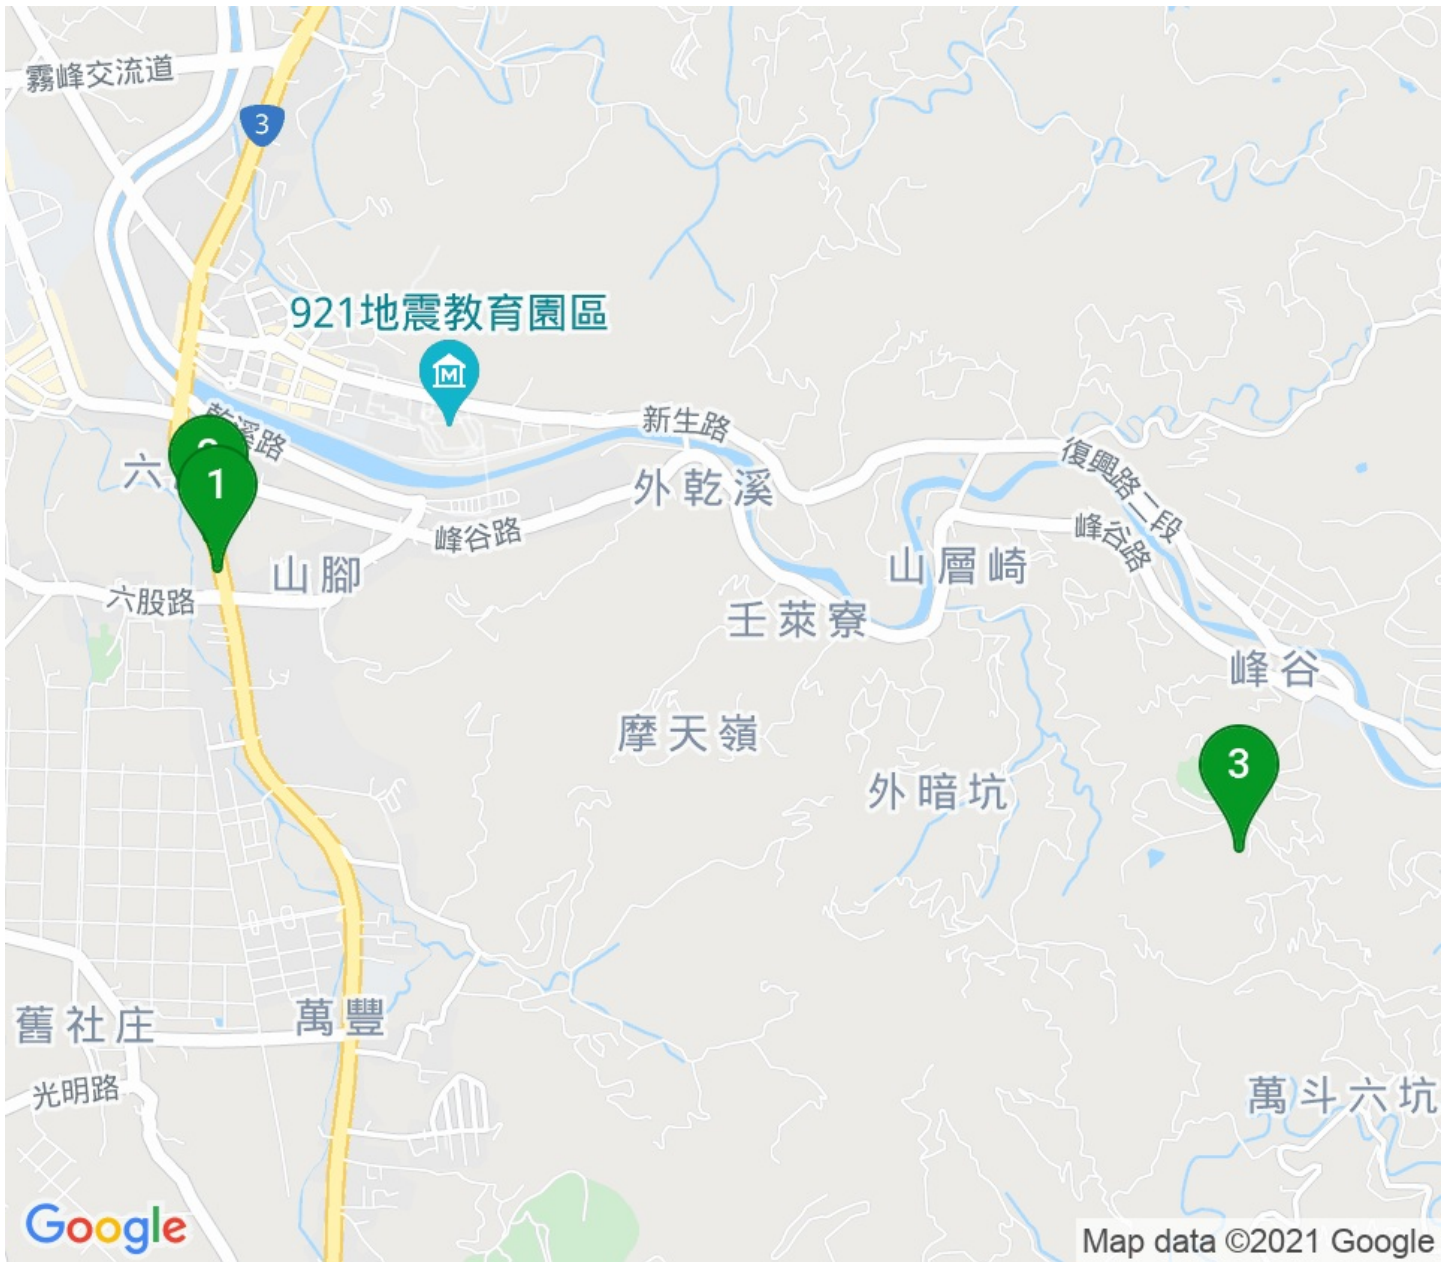 霧峰交流道
3
921地震教育園區
M
新生路
乾溪路
六
1
外乾溪
復興路二段
峰谷路
峰谷路
山腳
山層崎
六股路
壬萊寮
峰谷
摩天嶺
3
外暗坑
舊社庄
萬豐
光明路
萬斗六坑
Google
Map data ©2021 Google